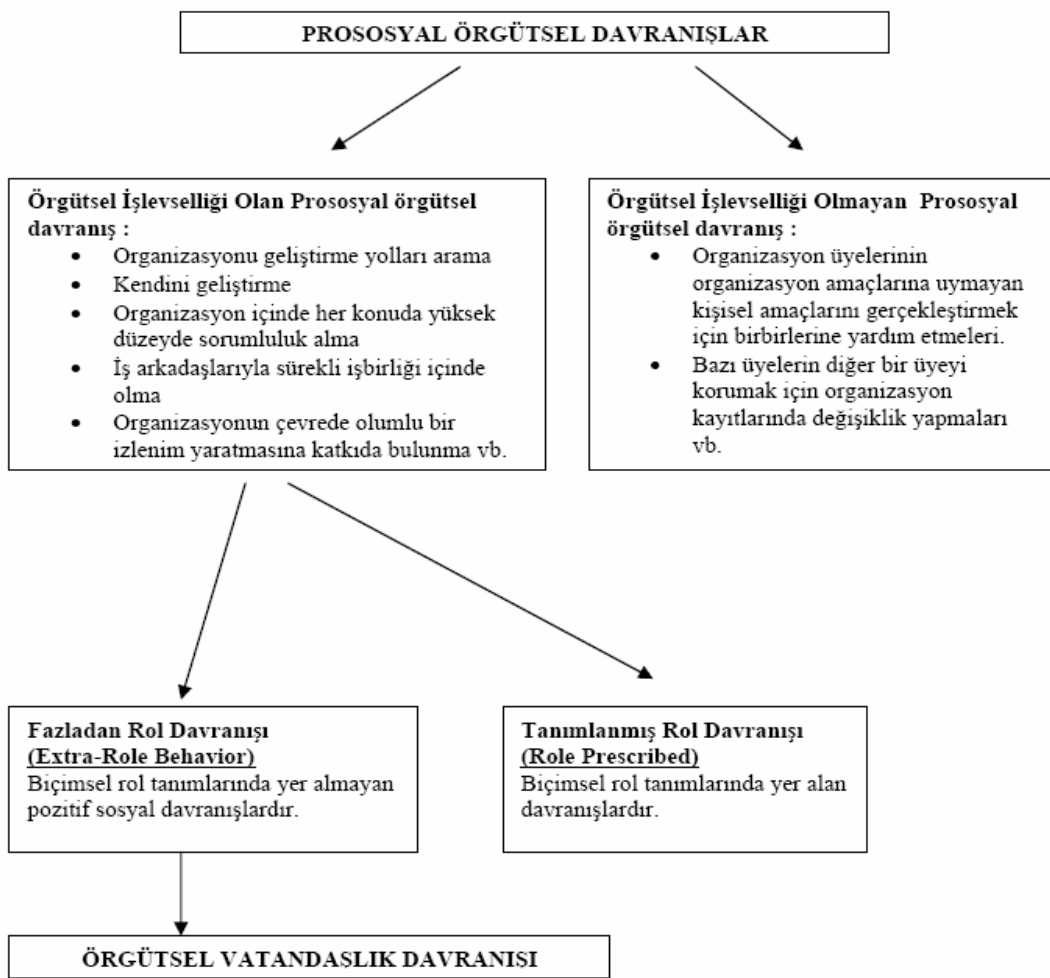 PROSOSYAL ÖRGÜTSEL DAVRANIŞLAR
Örgütsel İşlevselliği Olan Prososyal örgütsel
davranış :
• Organizasyonu geliştirme yolları arama
• Kendini geliştirme
• Organizasyon içinde her konuda yüksek
düzeyde sorumluluk alma
• İş arkadaşlarıyla sürekli işbirliği içinde
olma
• Organizasyonun çevrede olumlu bir
izlenim yaratmasına katkıda bulunma vb.
Örgütsel İşlevselliği Olmayan Prososyal
örgütsel davranış :
• Organizasyon üyelerinin
organizasyon amaçlarına uymayan
kişisel amaçlarını gerçekleştirmek
için birbirlerine yardım etmeleri.
• Bazı üyelerin diğer bir üyeyi
korumak için organizasyon
kayıtlarında değişiklik yapmaları
vb.
Fazladan Rol Davranışı
(Extra-Role Behavior)
Biçimsel rol tanımlarında yer almayan
pozitif sosyal davranışlardır.
Tanımlanmış Rol Davranışı
(Role Prescribed)
Biçimsel rol tanımlarında yer alan
davranışlardır.
ÖRGÜTSEL VATANDAŞLIK DAVRANIŞI